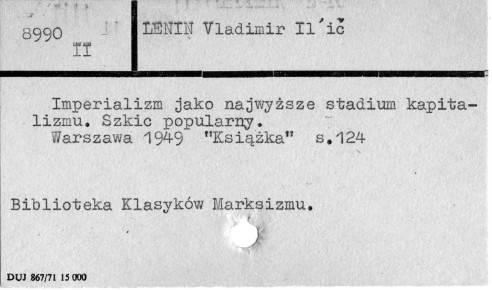 8990
II
LENIN Vladimir Il'ič
Imperializm jako najwyższe stadium kapita-
lizmu. Szkic popularny.
Warszawa 1949 "Książka" s.124
Biblioteka Klasyków Marksizmu.
DUJ 867/71 15 000